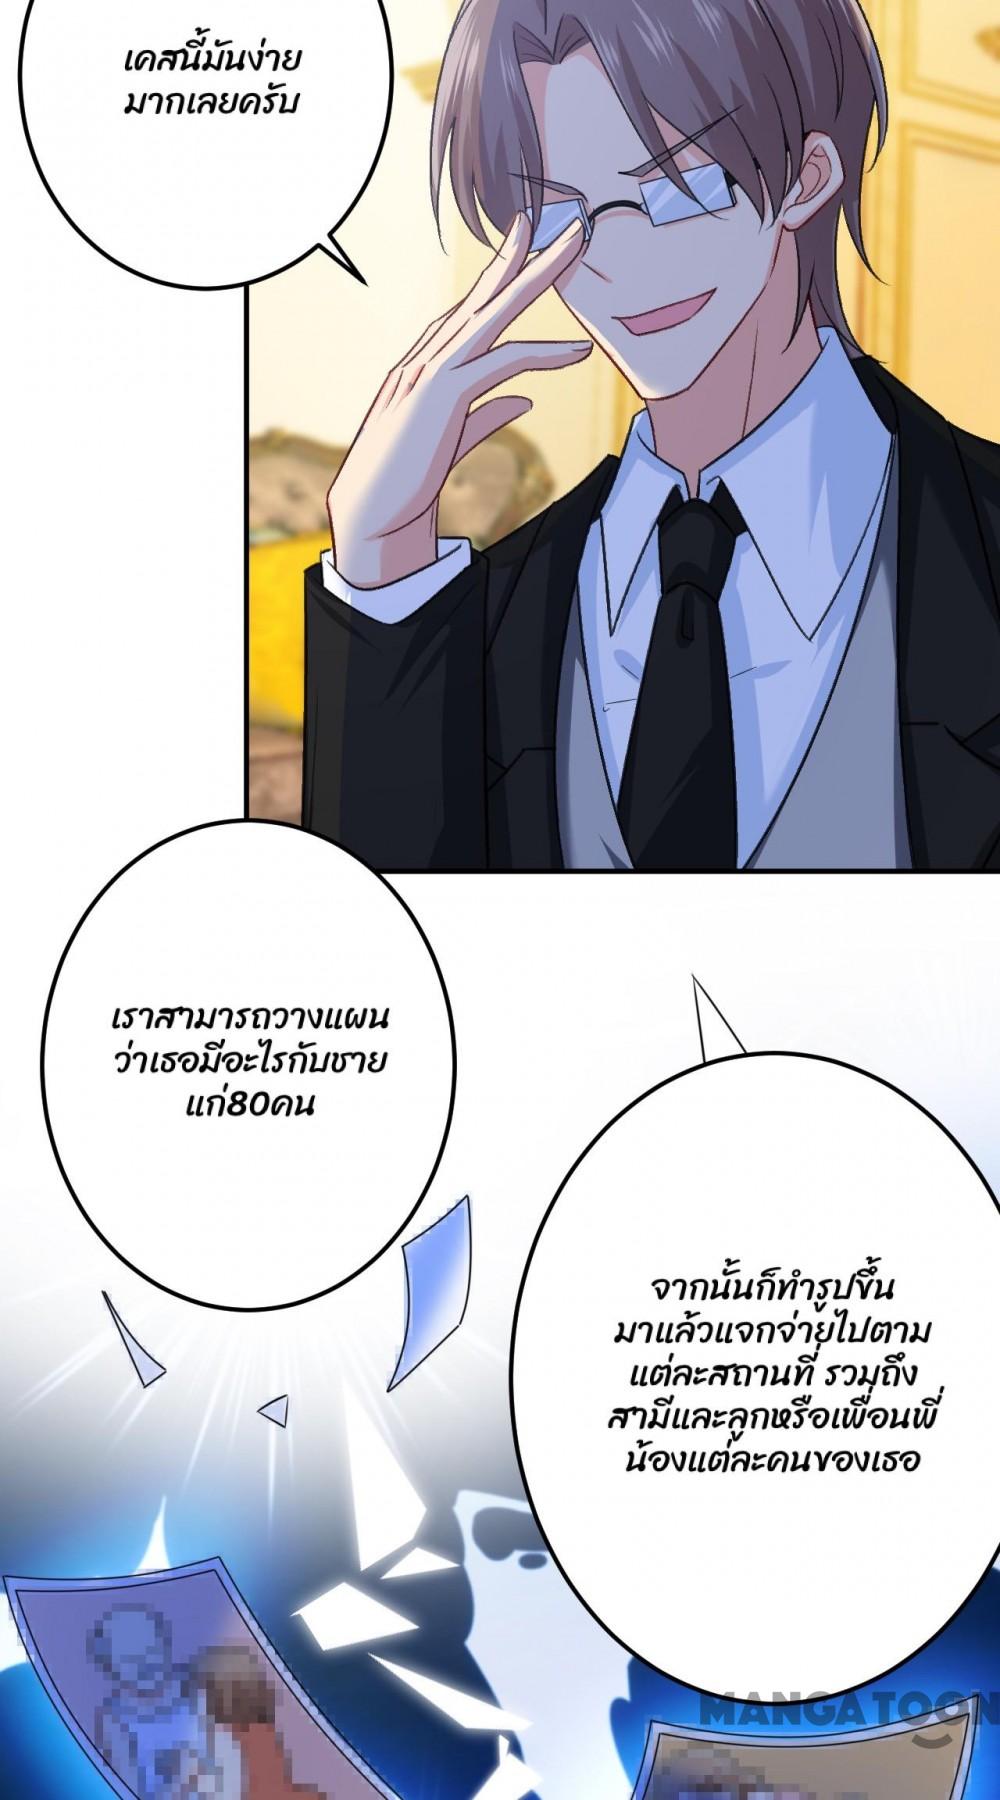 เคสนี้มันง่าย
มากเลยครับ
เราสามารถวางแผน
ว่าเธอมีอะไรกับชาย
แก่80คน
จากนั้นก็ทำรูปขึ้น
มาแล้วแจกจ่ายไปตาม
แต่ละสถานที่ รวมถึง
สามีและลูกหรือเพื่อนพี่
น้องแต่ละคนของเธอ
MANGATOON